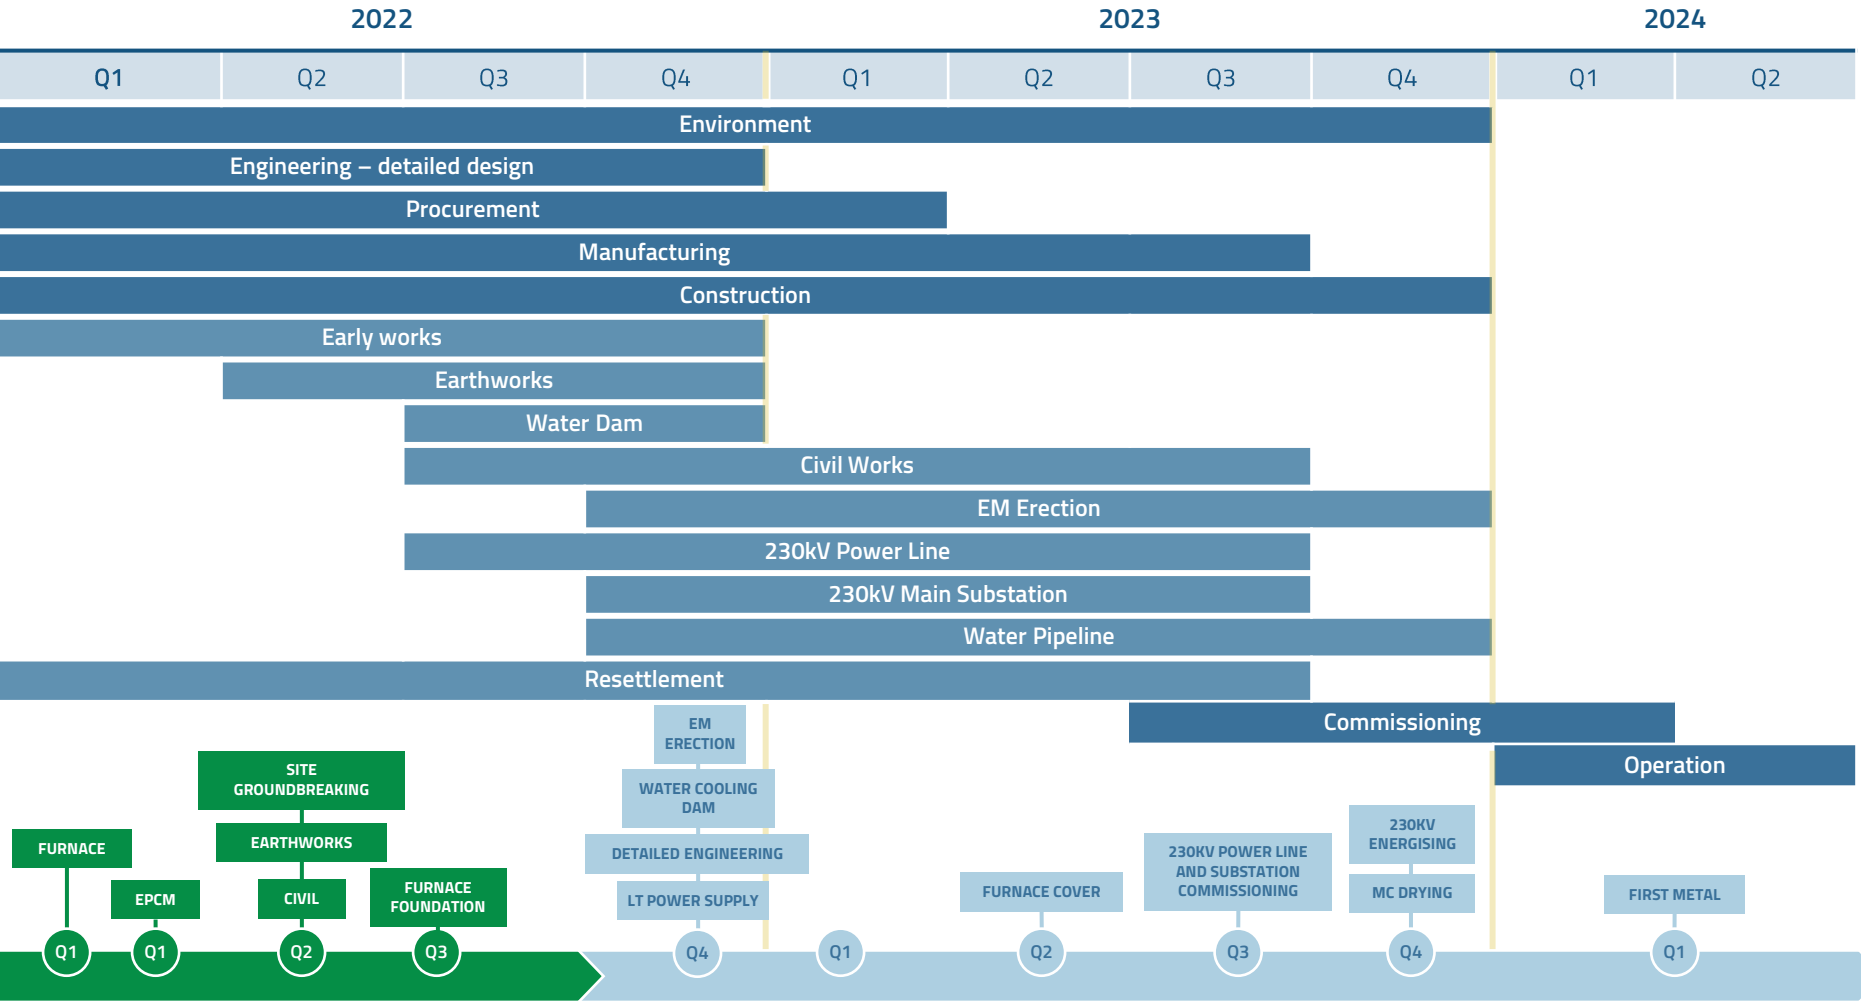 2022 2023 2024
Q1 Q2 Q3 Q4 Q1 Q2 Q3 Q4 Q1 Q2
Environment
Engineering – detailed design
Procurement
Manufacturing
Construction
Early works
Earthworks
Water Dam
Civil Works
EM Erection
230kV Power Line
230kV Main Substation
Water Pipeline
Resettlement
Commissioning
Operation
FURNACE
EPCM
SITE
GROUNDBREAKING
EARTHWORKS
CIVIL
FURNACE
FOUNDATION
EM
ERECTION
WATER COOLING
DAM
DETAILED ENGINEERING
LT POWER SUPPLY
FURNACE COVER
230KV POWER LINE
AND SUBSTATION
COMMISSIONING
230KV
ENERGISING
MC DRYING
FIRST METAL
Q1 Q1 Q2 Q3 Q4 Q1 Q2 Q3 Q4 Q1